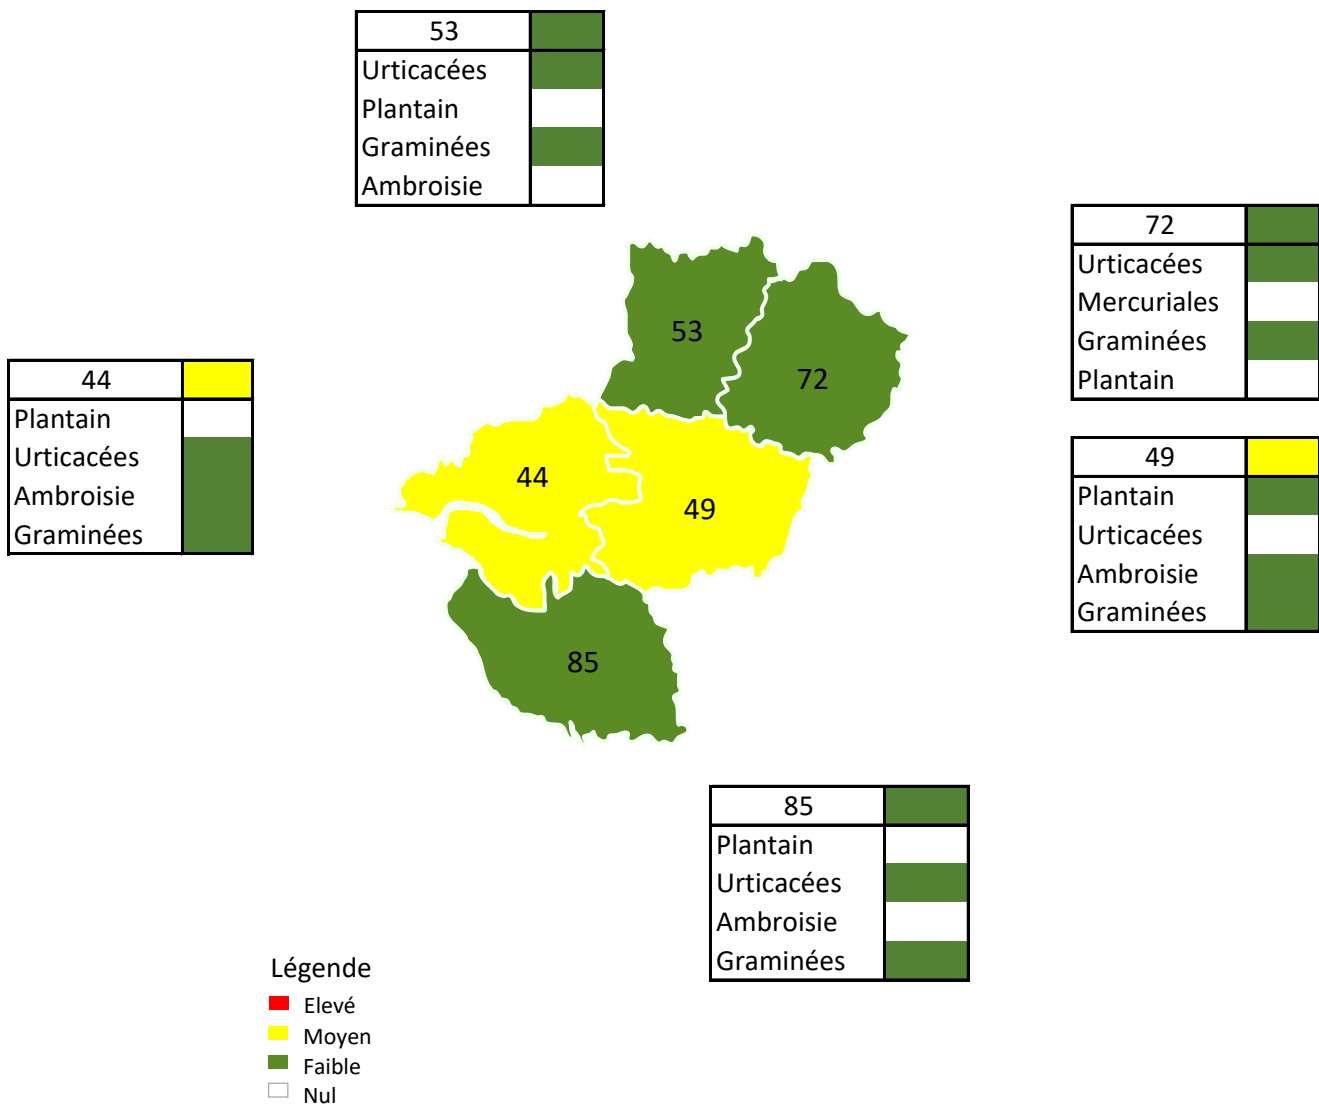 53
Urticacées
Plantain
Graminées
Ambroisie
72
Urticacées
Mercuriales
Graminées
Plantain
44
Plantain
Urticacées
Ambroisie
Graminées
49
Plantain
Urticacées
Ambroisie
Graminées
53
72
44
49
85
85
Plantain
Urticacées
Ambroisie
Graminées
Légende
Elevé
Moyen
Faible
Nul